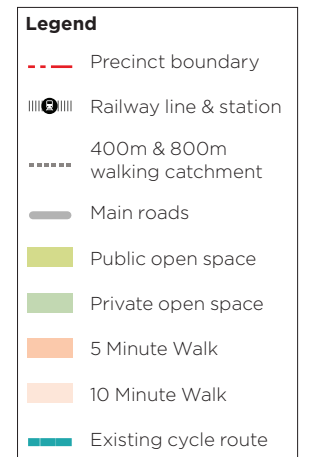 Legend
Precinct boundary
Railway line & station
400m & 800m
walking catchment
Main roads
Public open space
Private open space
5 Minute Walk
10 Minute Walk
Existing cycle route